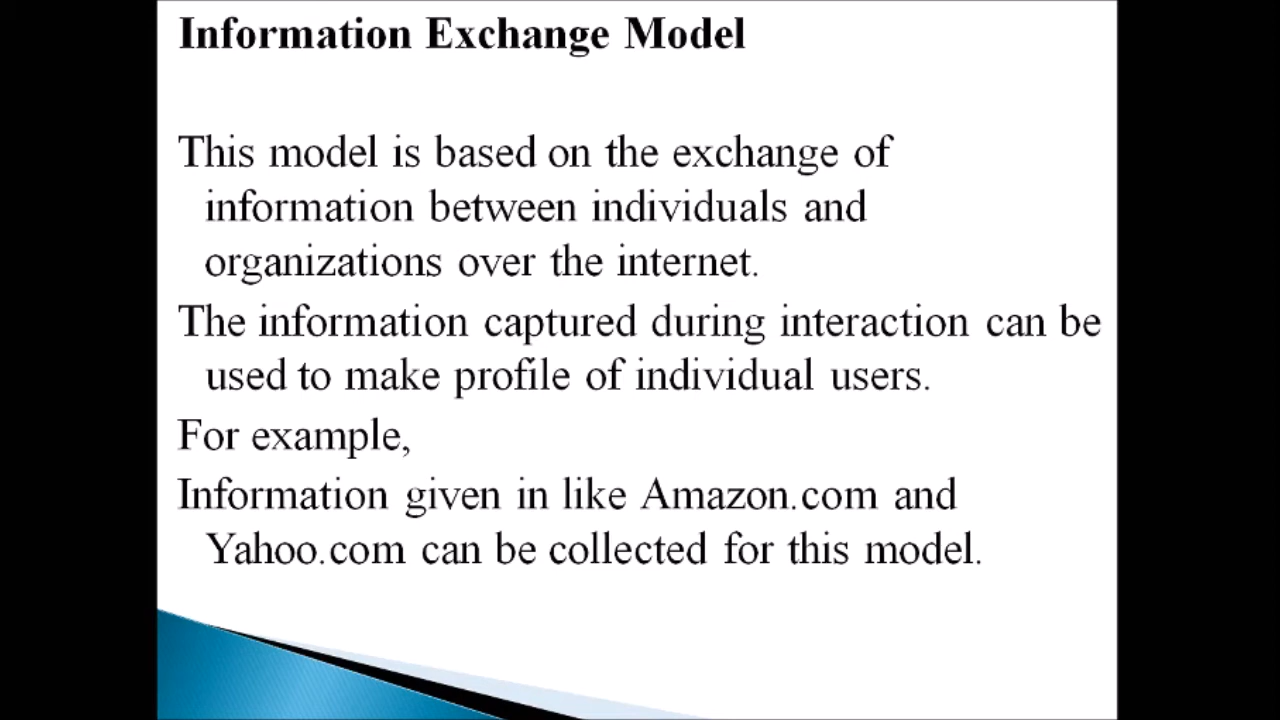 Information Exchange Model
This model is based on the exchange of
information between individuals and
organizations over the internet.
The information captured during interaction can be
used to make profile of individual users.
For example,
Information given in like Amazon.com and
Yahoo.com can be collected for this model.